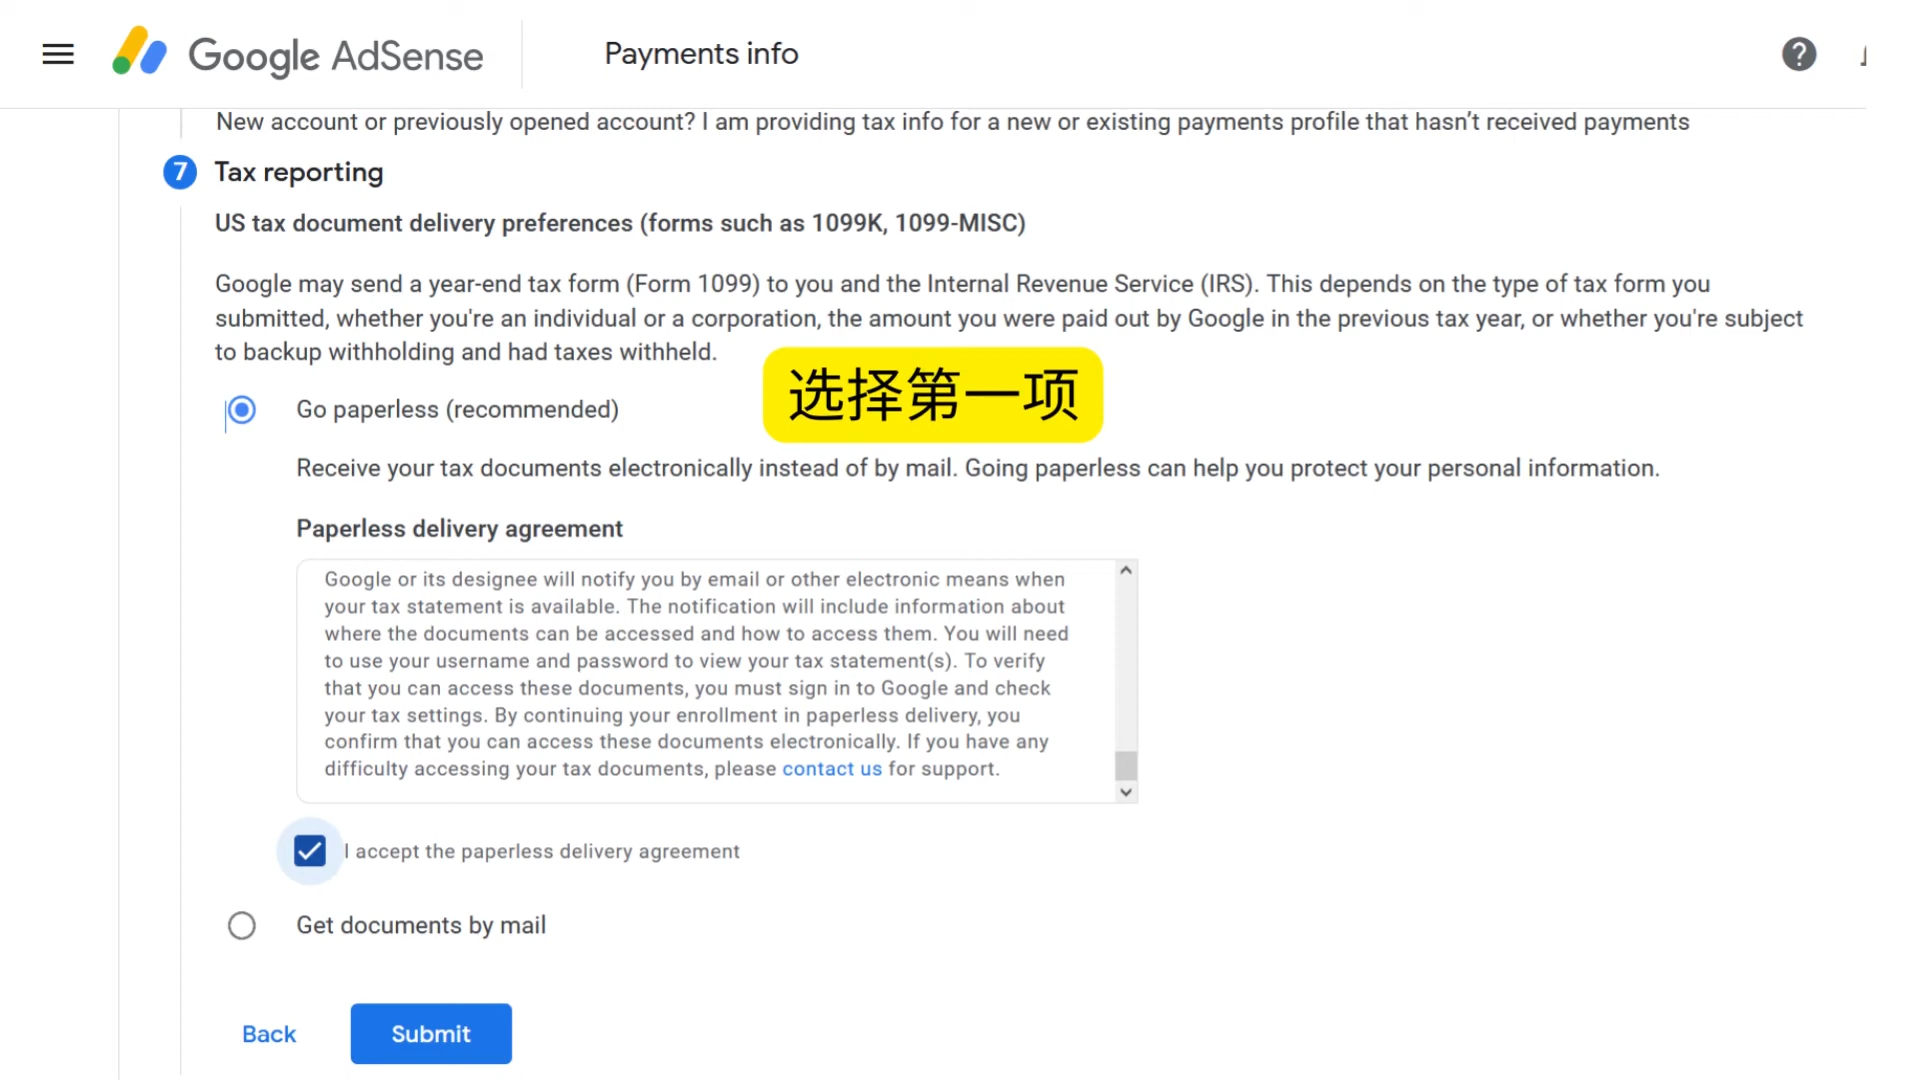 Google AdSense
Payments info
New account or previously opened account? I am providing tax info for a new or existing payments profile that hasn’t received payments
7 Tax reporting
US tax document delivery preferences (forms such as 1099K, 1099-MISC)
Google may send a year-end tax form (Form 1099) to you and the Internal Revenue Service (IRS). This depends on the type of tax form you
submitted, whether you're an individual or a corporation, the amount you were paid out by Google in the previous tax year, or whether you're subject
to backup withholding and had taxes withheld.
选择第一项
Go paperless (recommended)
Receive your tax documents electronically instead of by mail. Going paperless can help you protect your personal information.
Paperless delivery agreement
Google or its designee will notify you by email or other electronic means when
your tax statement is available. The notification will include information about
where the documents can be accessed and how to access them. You will need
to use your username and password to view your tax statement(s). To verify
that you can access these documents, you must sign in to Google and check
your tax settings. By continuing your enrollment in paperless delivery, you
confirm that you can access these documents electronically. If you have any
difficulty accessing your tax documents, please contact us for support.
I accept the paperless delivery agreement
Get documents by mail
Back
Submit